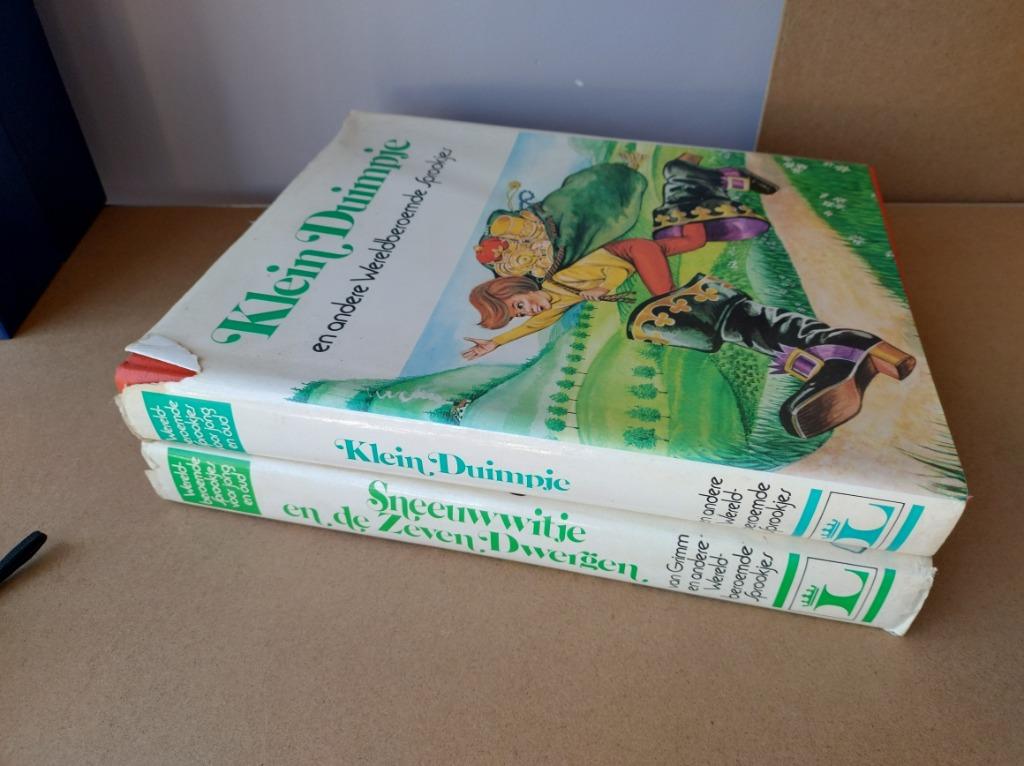 Klein Duimpje
en andere Wereldberoemde Sprookjes
Wereld-
beroemde
sprookjes
voor jong
en oud
Klein Duimpje
en andere
Wereld-
beroemde
Sprookjes
L
Wereld-
beroemde
sprookjes
voor jong
en oud
Sneeuwwitje
en de Zeven Dwergen
van Grimm
en andere
Wereld-
beroemde
Sprookjes
L